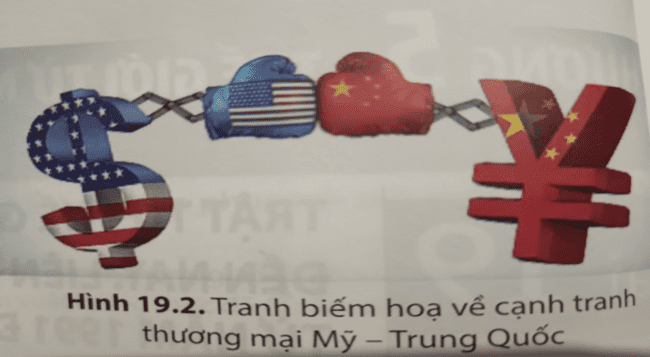 Hình 19.2. Tranh biếm hoạ về cạnh tranh
thương mại Mỹ – Trung Quốc